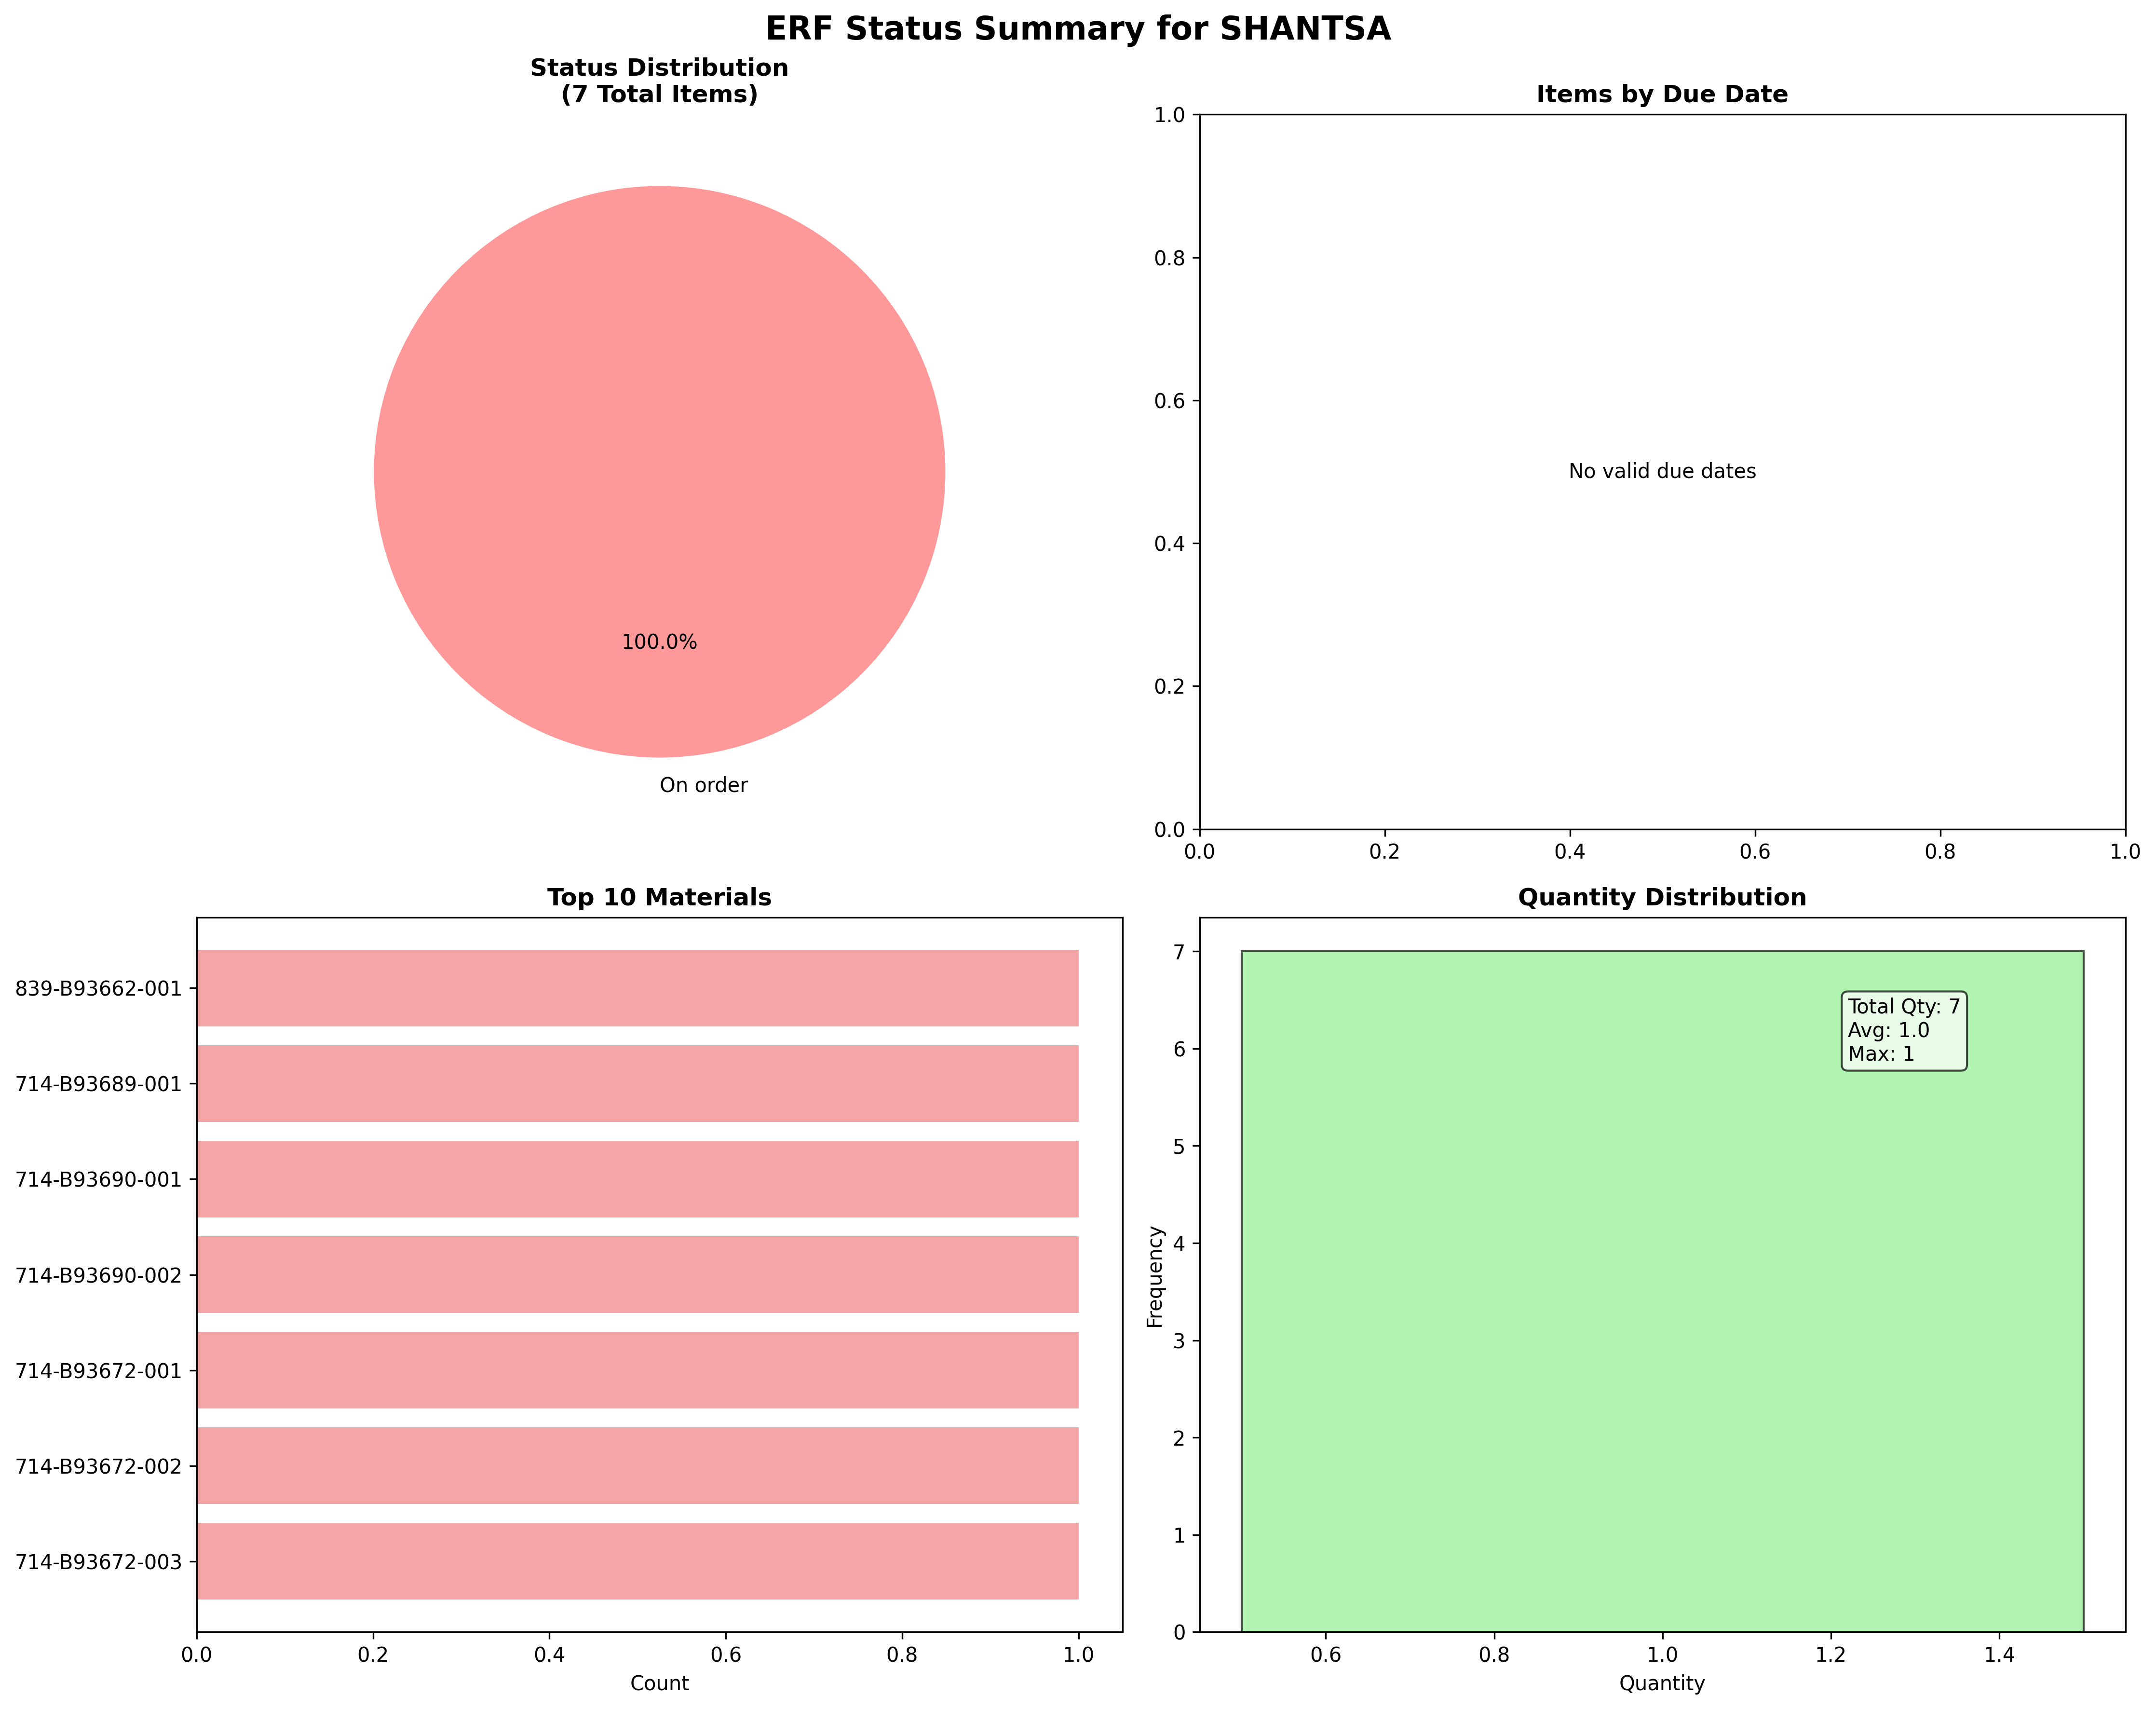 ERF Status Summary for SHANTSA
Status Distribution
(7 Total Items)
100.0%
On order
Items by Due Date
1.0
0.8
0.6
0.4
0.2
0.0
No valid due dates
0.0 0.2 0.4 0.6 0.8 1.0
Top 10 Materials
839-B93662-001
714-B93689-001
714-B93690-001
714-B93690-002
714-B93672-001
714-B93672-002
714-B93672-003
0.0 0.2 0.4 0.6 0.8 1.0
Count
Quantity Distribution
7
6
5
4
3
2
1
0
Frequency
Total Qty: 7
Avg: 1.0
Max: 1
0.6 0.8 1.0 1.2 1.4
Quantity